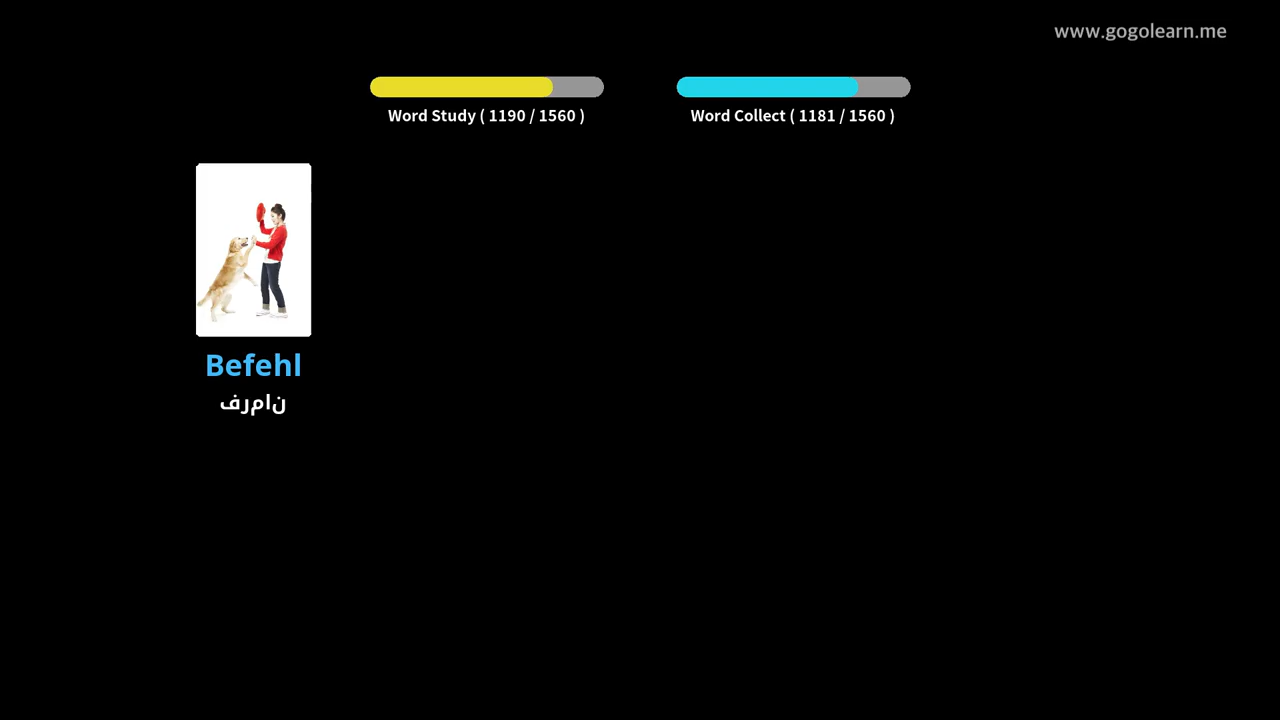 www.gogolearn.me
Word Study ( 1190 / 1560 )
Word Collect ( 1181 / 1560 )
Befehl
فرمان